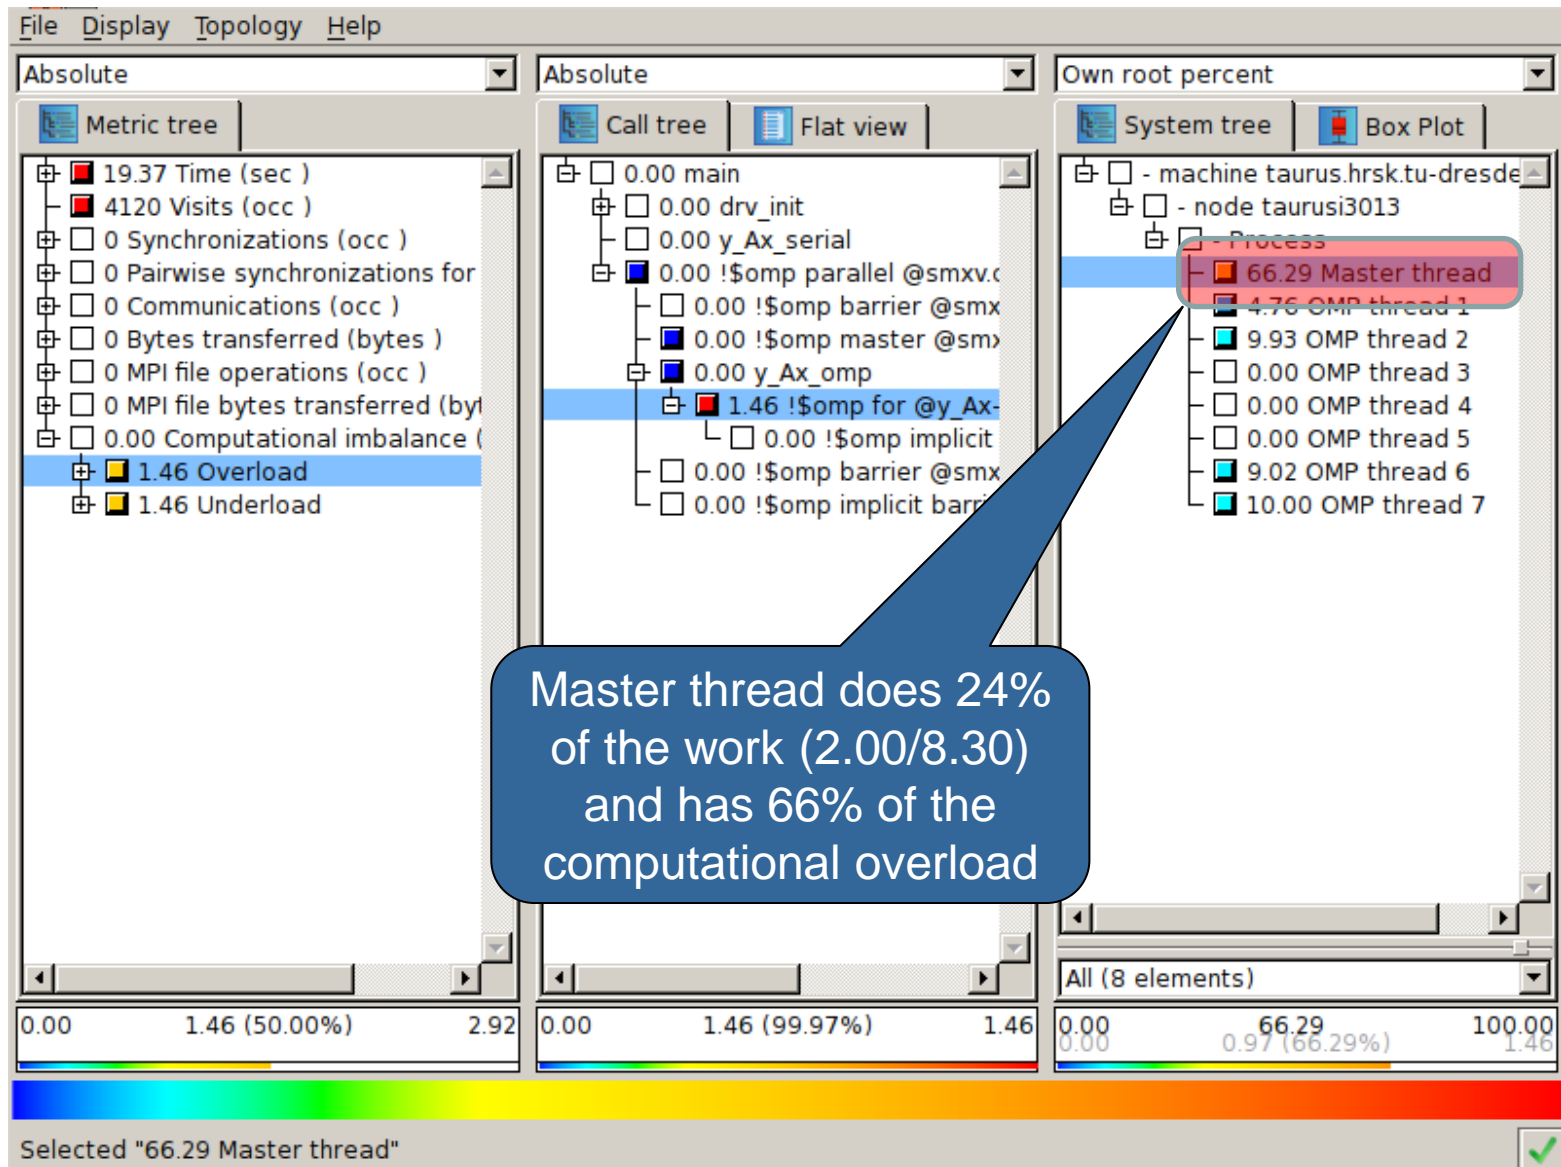 File Display Topology Help
Absolute
Absolute
Own root percent
Metric tree
Call tree
Flat view
System tree
Box Plot
19.37 Time (sec )
4120 Visits (occ )
0 Synchronizations (occ )
0 Pairwise synchronizations for
0 Communications (occ )
0 Bytes transferred (bytes )
0 MPI file operations (occ )
0 MPI file bytes transferred (byt
0.00 Computational imbalance (
1.46 Overload
1.46 Underload
0.00 main
0.00 drv_init
0.00 y_Ax_serial
0.00 !$omp parallel @smxv.c
0.00 !$omp barrier @smx
0.00 !$omp master @smx
0.00 y_Ax_omp
1.46 !$omp for @y_Ax-
0.00 !$omp implicit
0.00 !$omp barrier @smx
0.00 !$omp implicit barri
- machine taurus.hrsk.tu-dresde
- node taurusi3013
- Process
66.29 Master thread
4.76 OMP thread 1
9.93 OMP thread 2
0.00 OMP thread 3
0.00 OMP thread 4
0.00 OMP thread 5
9.02 OMP thread 6
10.00 OMP thread 7
Master thread does 24%
of the work (2.00/8.30)
and has 66% of the
computational overload
All (8 elements)
0.00 1.46 (50.00%) 2.92
0.00 1.46 (99.97%) 1.46
0.00 66.29 100.00
0.00 0.97 (66.29%) 1.46
Selected "66.29 Master thread"